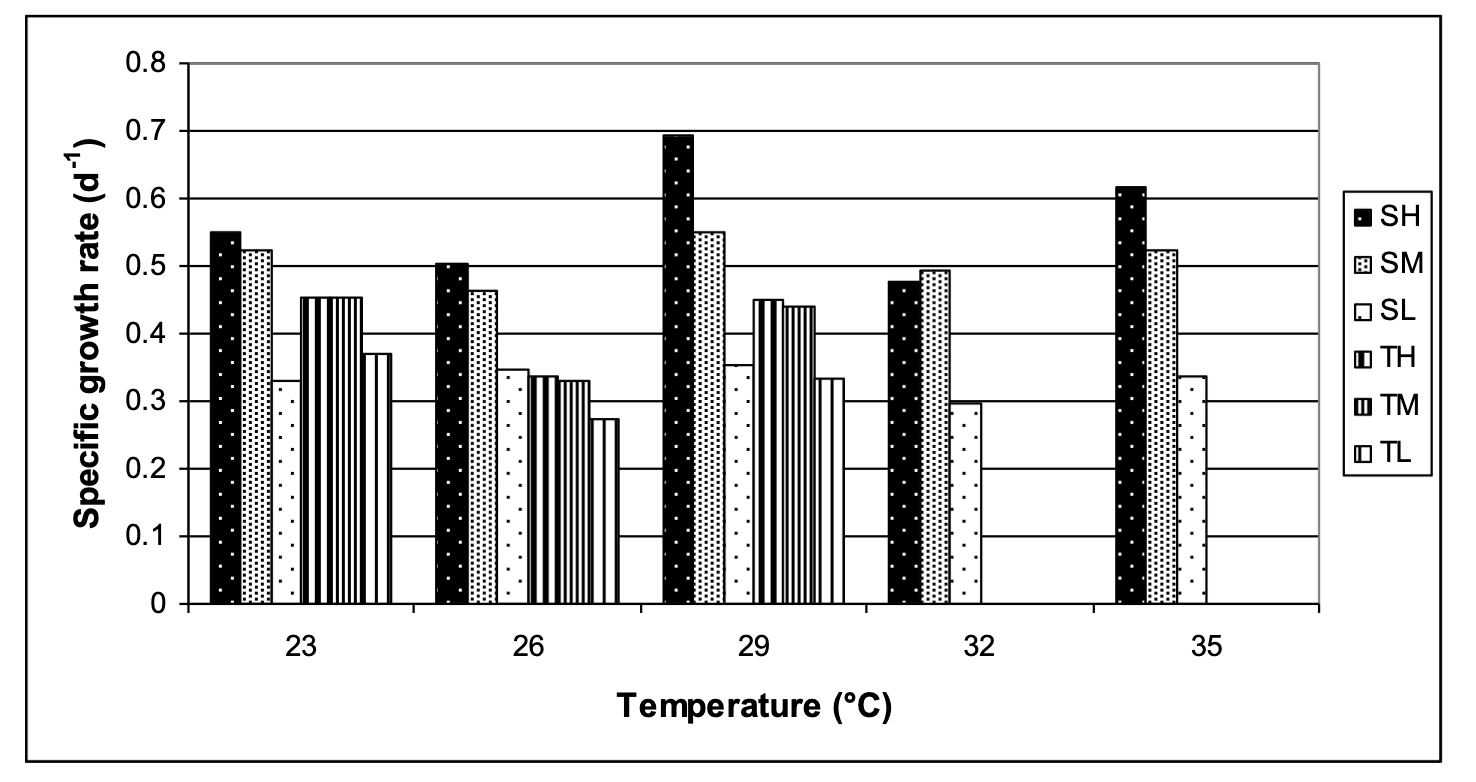 0.8
0.7
0.6
0.5
0.4
0.3
0.2
0.1
0
Specific growth rate (d⁻¹)
23 26 29 32 35
Temperature (°C)
SH
SM
SL
TH
TM
TL